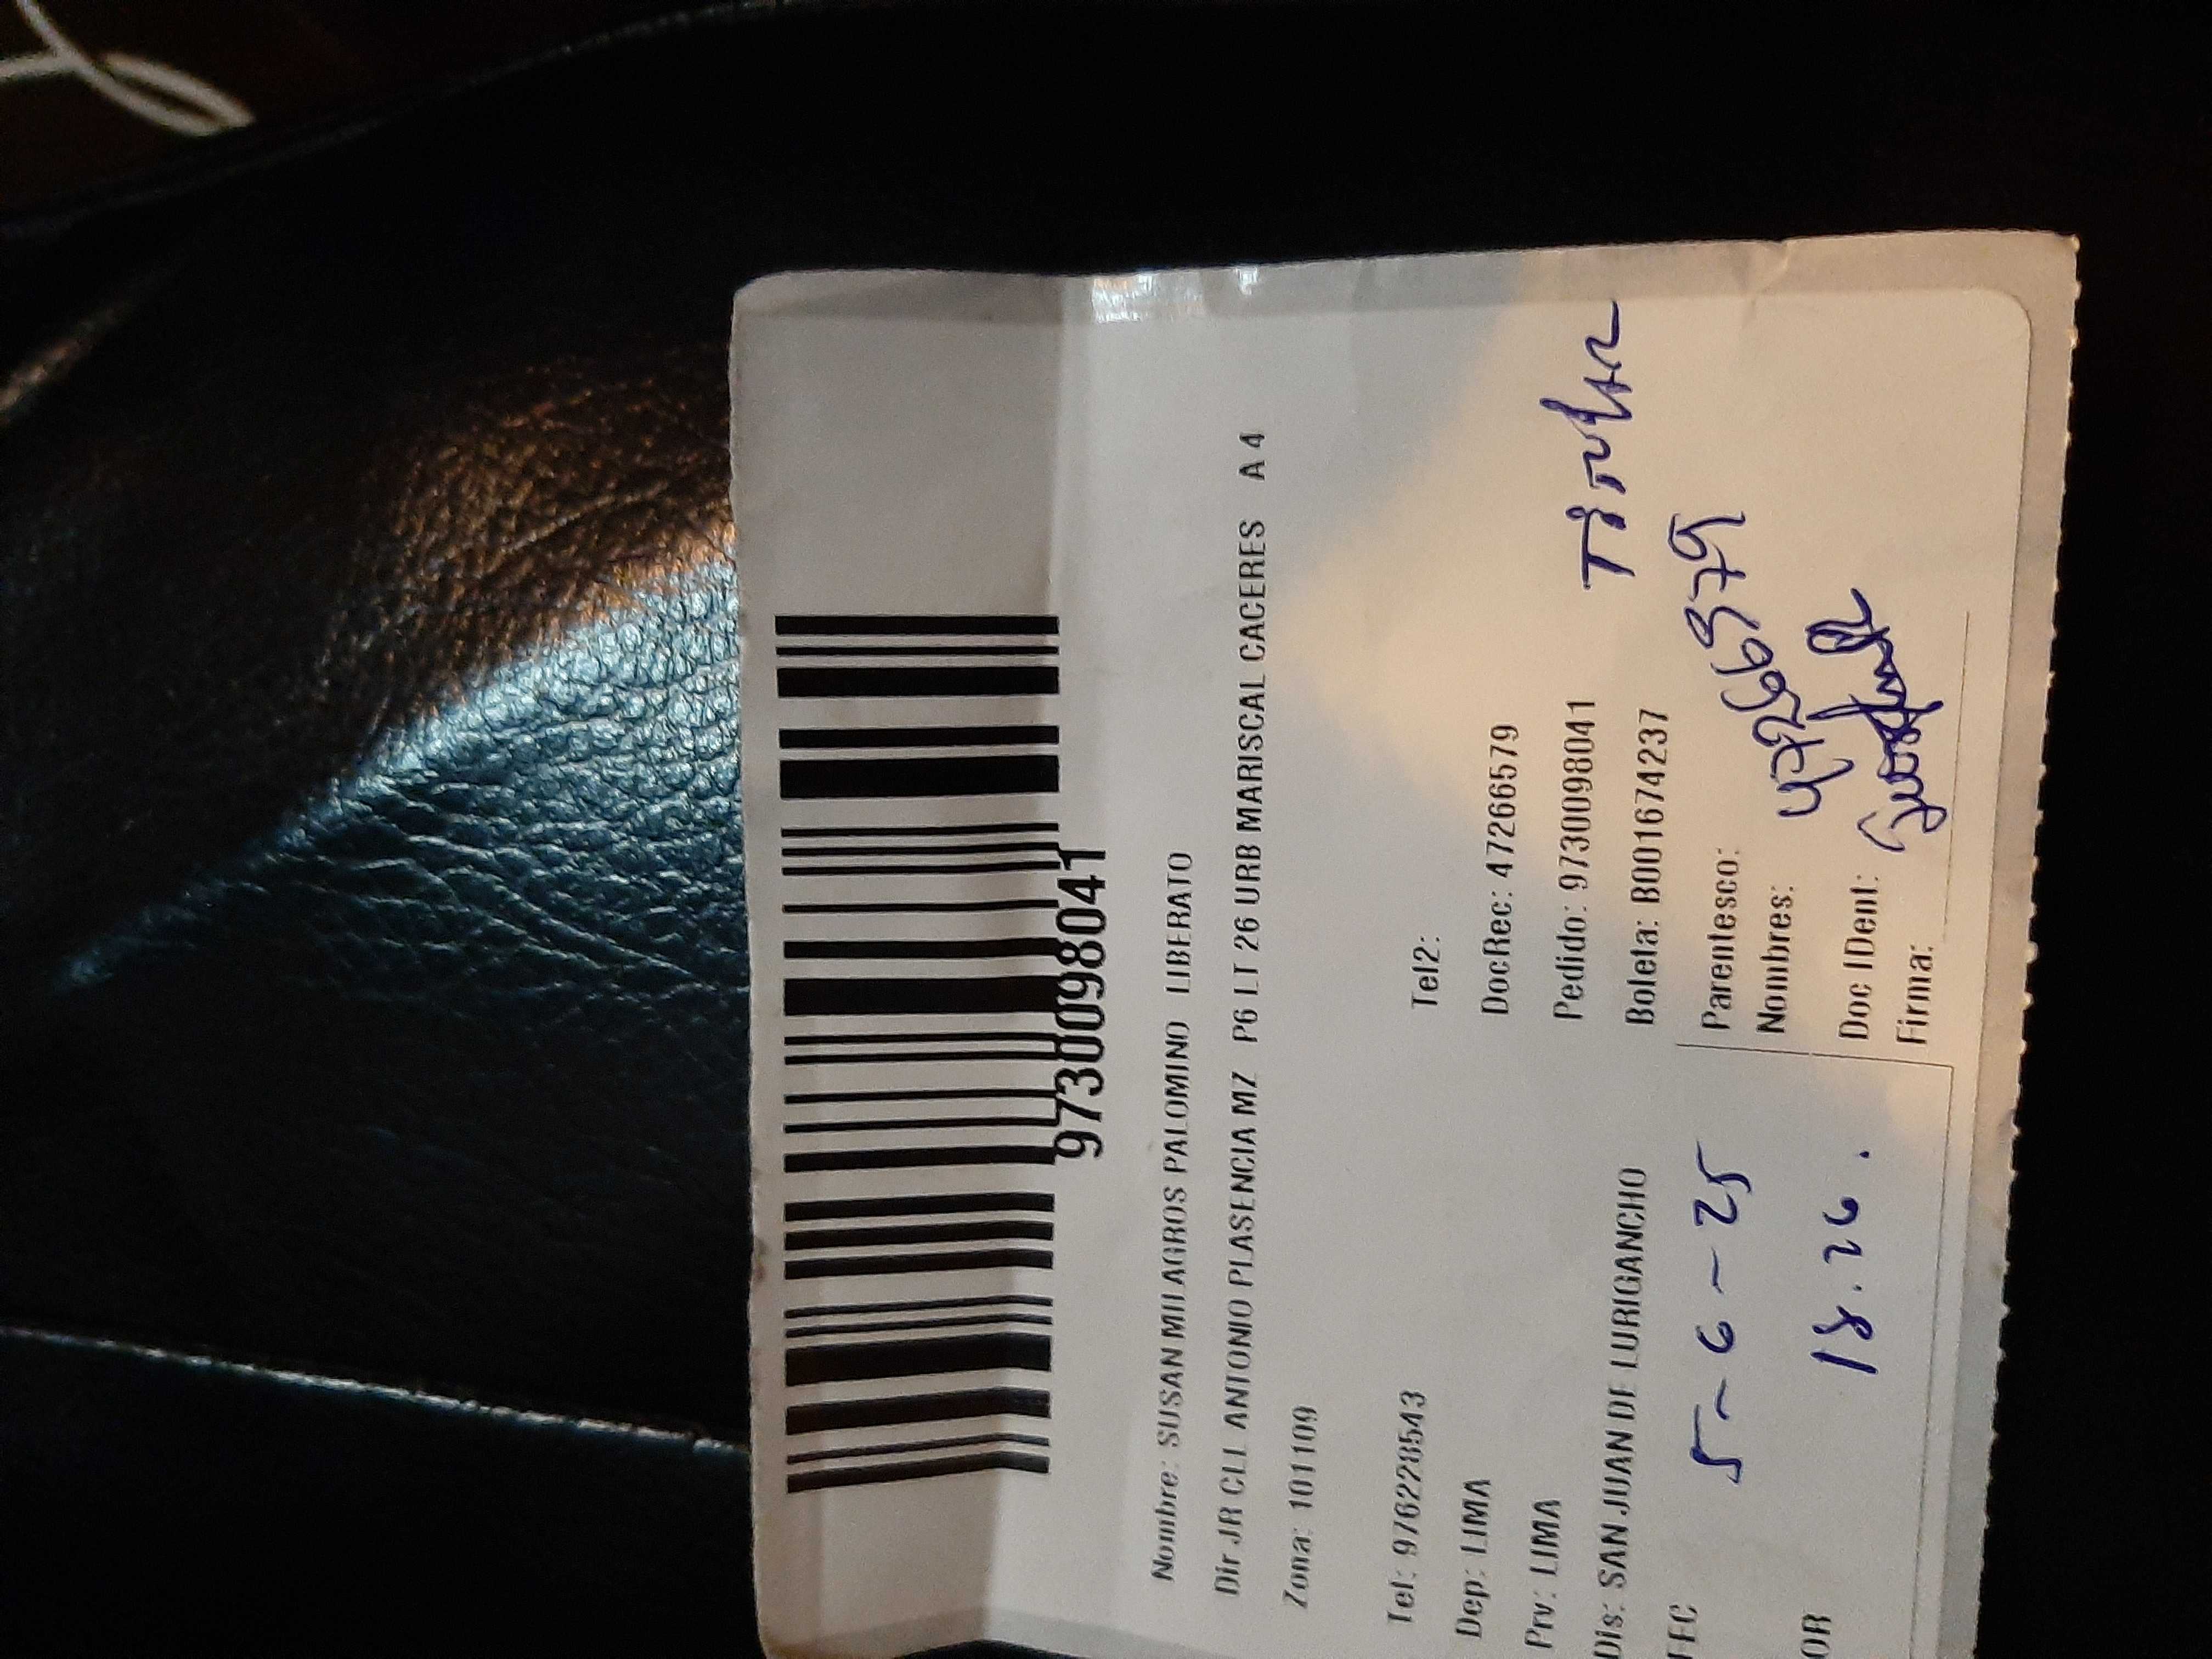 9730098041
Nombre: SUSAN MILAGROS PALOMINO LIBERATO
Dir JR CLL ANTONIO PLASENCIA MZ P6 LT 26 URB MARISCAL CACERES A 4
Zona: 101109
Tel: 976228543
Tel2:
Dep: LIMA
DocRec: 47266579
Prv: LIMA
Pedido: 9730098041
Dis: SAN JUAN DE LURIGANCHO
Boleta: B001674237
FEC
5-6-25
Parentesco: Titular
Nombres:
47266579
OR
18:26.
Doc IDent:
Firma: